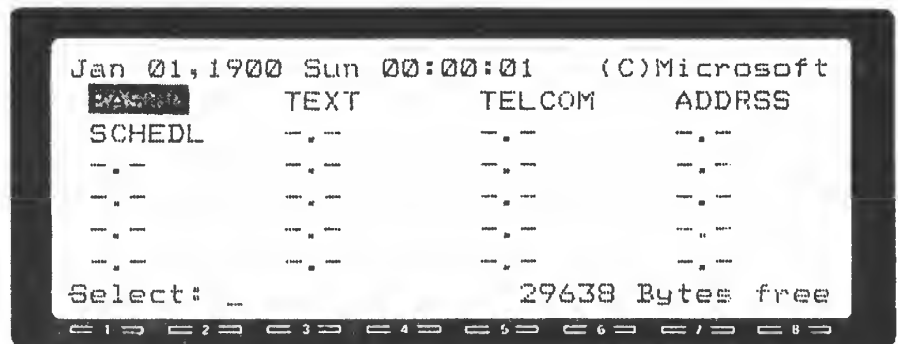 Jan 01,1900 Sun 00:00:01 (C)Microsoft
TEXT TELCOM ADDRSS
SCHEDL -.- -.- -.-
-.- -.- -.- -.-
-.- -.- -.- -.-
-.- -.- -.- -.-
-.- -.- -.- -.-
Select: _ 29638 Bytes free
1 2 3 4 5 6 7 8